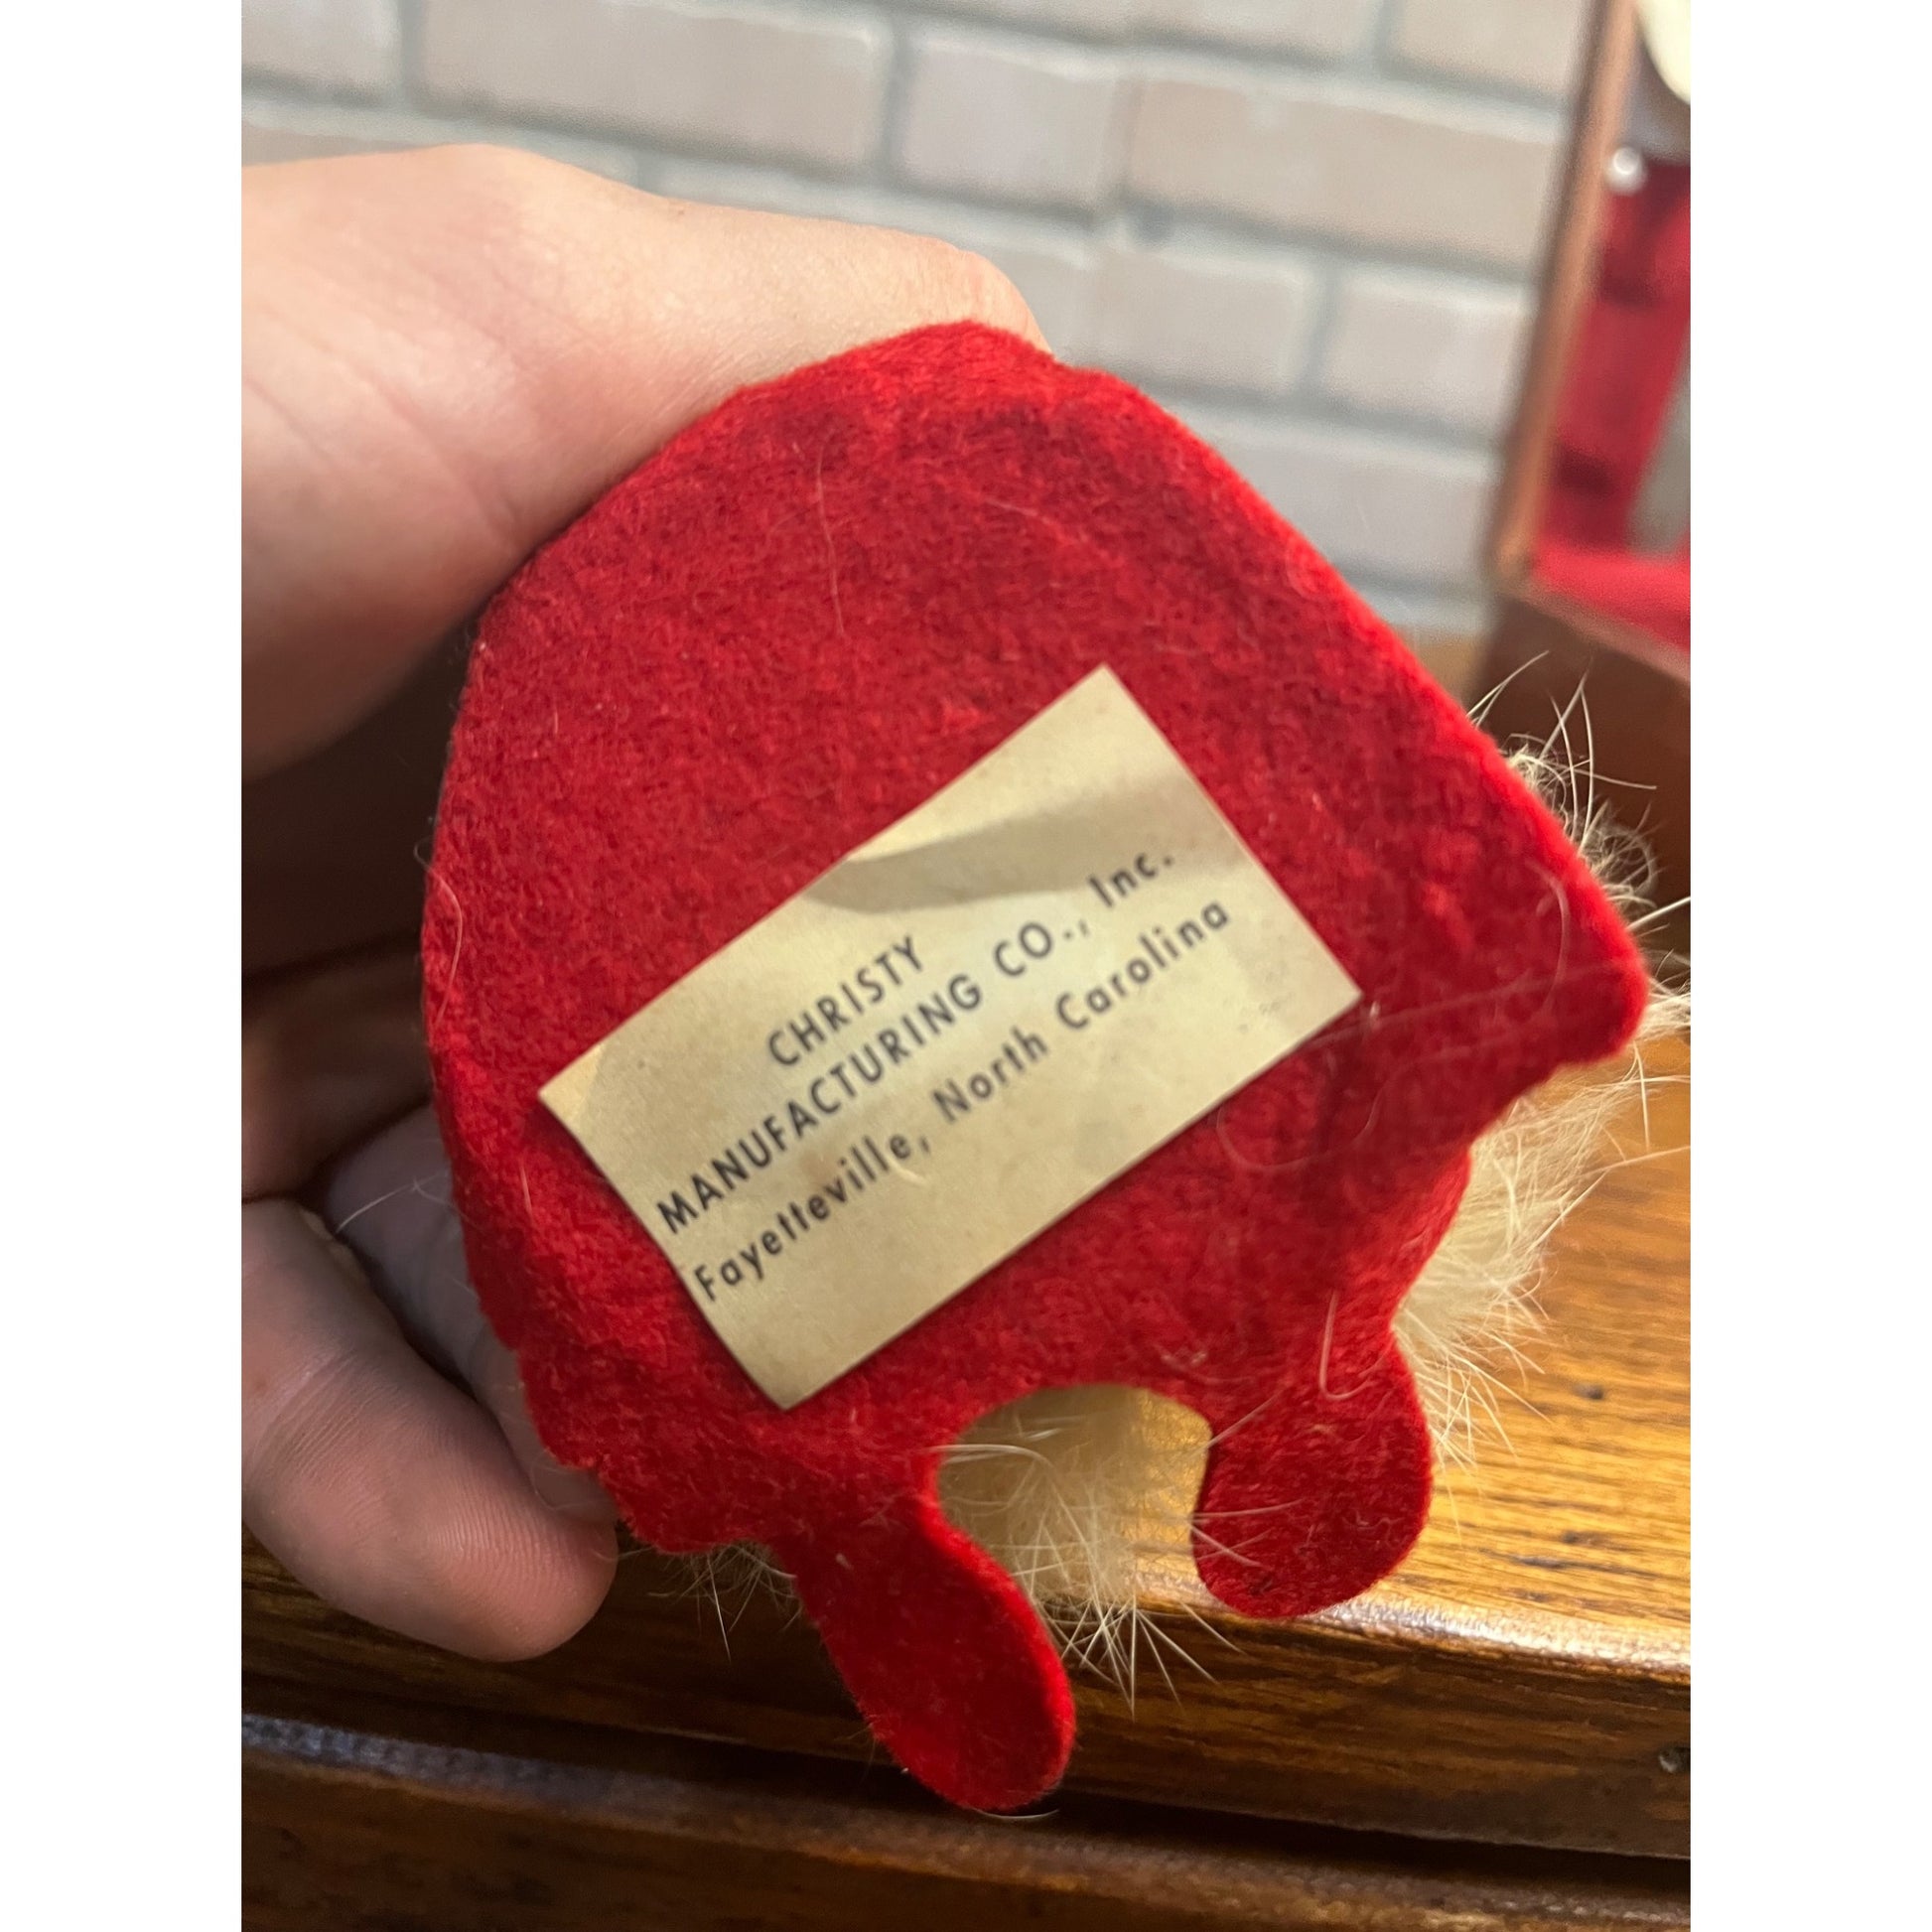 CHRISTY
MANUFACTURING CO., Inc.
Fayetteville, North Carolina